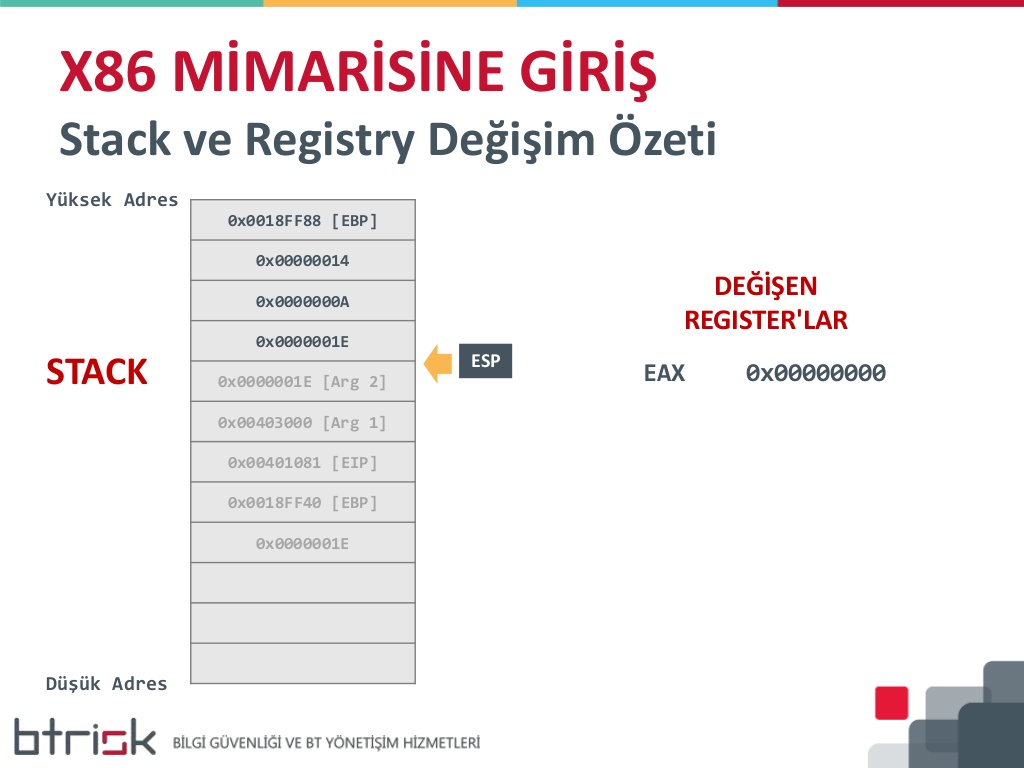 X86 MİMARİSİNE GİRİŞ
Stack ve Registry Değişim Özeti
Yüksek Adres
0x0018FF88 [EBP]
0x00000014
0x0000000A
0x0000001E
0x0000001E [Arg 2]
0x00403000 [Arg 1]
0x00401081 [EIP]
0x0018FF40 [EBP]
0x0000001E
STACK
ESP
Düşük Adres
DEĞİŞEN
REGISTER'LAR
EAX 0x00000000
btrisk BİLGİ GÜVENLİĞİ VE BT YÖNETİŞİM HİZMETLERİ